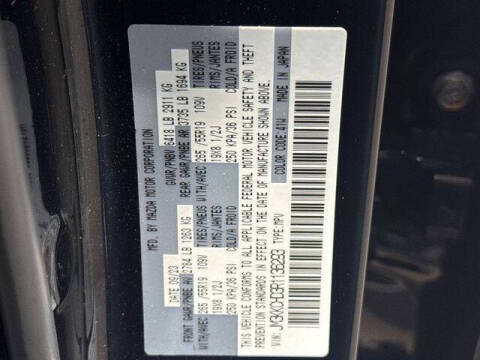 MFD. BY MAZDA MOTOR CORPORATION
DATE 09/23 GVWR/PNBV 6418 LB 2911 KG
FRONT GAWR/PNBE AV 2784 LB 1263 KG REAR GAWR/PNBE AR 3735 LB 1694 KG
WITH/AVEC TIRES/PNEUS WITH/AVEC TIRES/PNEUS
265 /55R19 109V RIMS/JANTES 265 /55R19 109V RIMS/JANTES
19X8 1/2J COLD/A FROID 19X8 1/2J COLD/A FROID
250 KPA/36 PSI 250 KPA/36 PSI
THIS VEHICLE CONFORMS TO ALL APPLICABLE FEDERAL MOTOR VEHICLE SAFETY AND THEFT
PREVENTION STANDARDS IN EFFECT ON THE DATE OF MANUFACTURE SHOWN ABOVE.
VIN: TYPE: MPV COLOR CODE: 41W MADE IN JAPAN